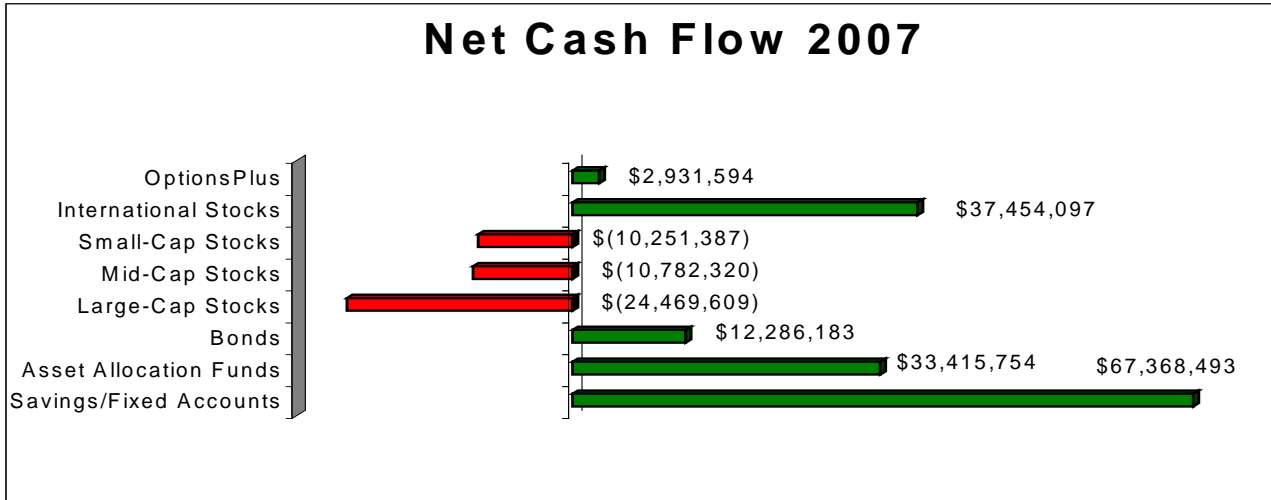 Net Cash Flow 2007
OptionsPlus $2,931,594
International Stocks $37,454,097
Small-Cap Stocks $(10,251,387)
Mid-Cap Stocks $(10,782,320)
Large-Cap Stocks $(24,469,609)
Bonds $12,286,183
Asset Allocation Funds $33,415,754
Savings/Fixed Accounts $67,368,493